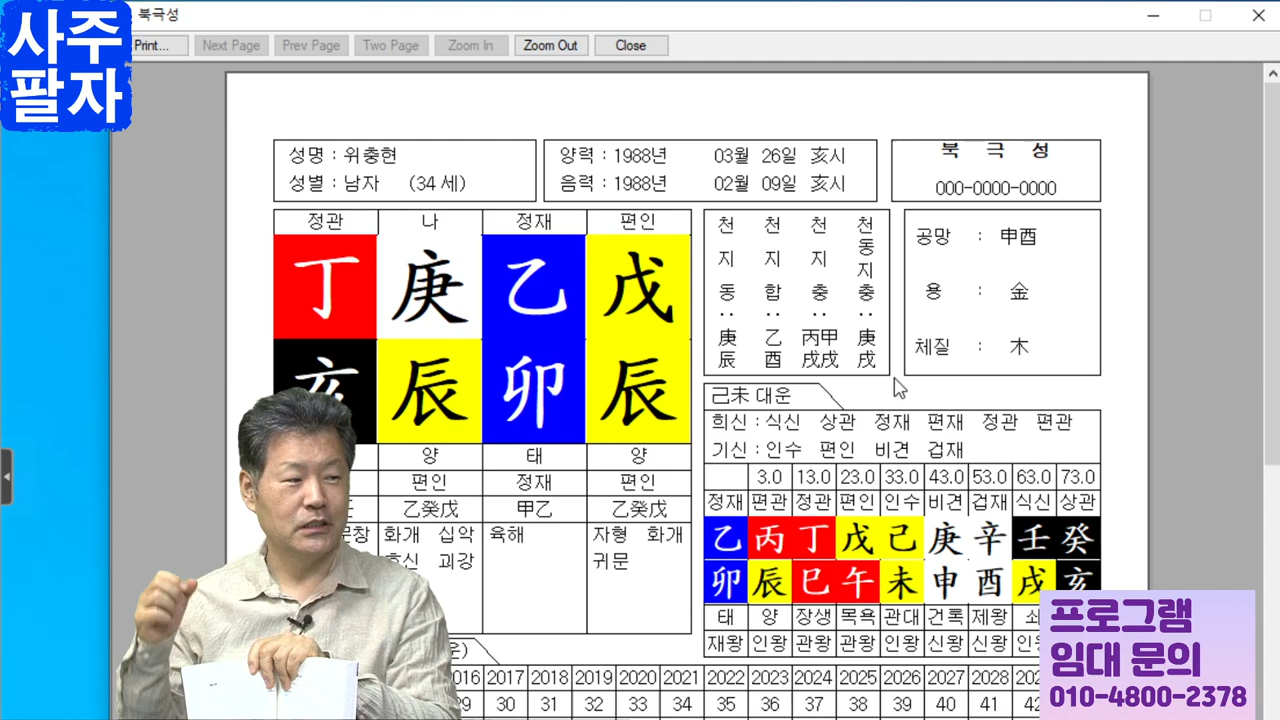 사주
팔자
북극성
Print...
Next Page
Prev Page
Two Page
Zoom In
Zoom Out
Close
성명 : 위충현
성별 : 남자 (34 세)
양력 : 1988년 03월 26일 亥시
음력 : 1988년 02월 09일 亥시
북 극 성
000-0000-0000
정관 나 정재 편인
丁 庚 乙 戊
亥 辰 卯 辰
양 태 양
편인 정재 편인
乙癸戊 甲乙 乙癸戊
화개 십악 육해 자형 화개
괴강 귀문
천 천 천 천
동
지 지 지 지
동 합 충 충
: : : :
庚 乙 丙甲 庚
辰 酉 戌戌 戌
공망 : 申酉
용 : 金
체질 : 木
己未 대운
희신 : 식신 상관 정재 편재 정관 편관
기신 : 인수 편인 비견 겁재
3.0 13.0 23.0 33.0 43.0 53.0 63.0 73.0
정재 편관 정관 편인 인수 비견 겁재 식신 상관
乙 丙 丁 戊 己 庚 辛 壬 癸
卯 辰 巳 午 未 申 酉 戌 亥
태 양 장생 목욕 관대 건록 제왕 쇠
재왕 인왕 관왕 관왕 인왕 신왕 신왕
2017 2018 2019 2020 2021 2022 2023 2024 2025 2026 2027 2028
30 31 32 33 34 35 36 37 38 39 40 41
프로그램
임대 문의
010-4800-2378